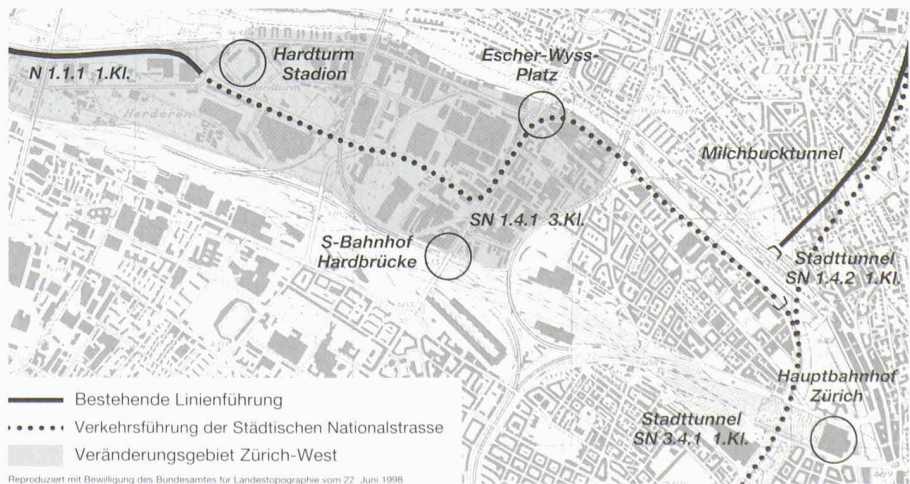 Hardturm
Stadion
Escher-Wyss-
Platz
N 1.1.1 1.Kl.
Herderen
Milchbucktunnel
SN 1.4.1 3.Kl.
S-Bahnhof
Hardbrücke
Stadttunnel
SN 1.4.2 1.Kl.
Hauptbahnhof
Zürich
Stadttunnel
SN 3.4.1 1.Kl.
Bestehende Linienführung
Verkehrsführung der Städtischen Nationalstrasse
Veränderungsgebiet Zürich-West
Reproduziert mit Bewilligung des Bundesamtes für Landestopographie vom 22. Juni 1998